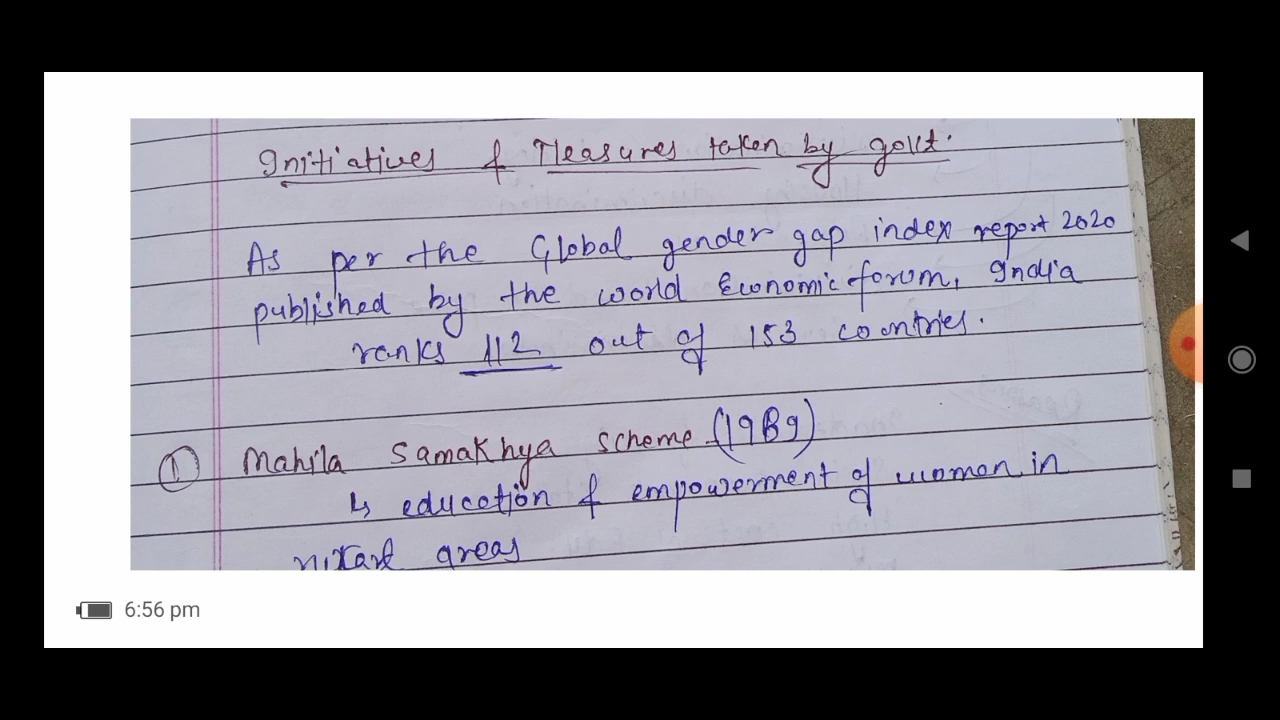 Initiatives & Measures taken by govt.
As per the Global gender gap index report 2020
published by the world Economic forum, India
ranks 112 out of 153 countries.
① Mahila Samakhya scheme (1989)
↳ education & empowerment of women in
areas
6:56 pm